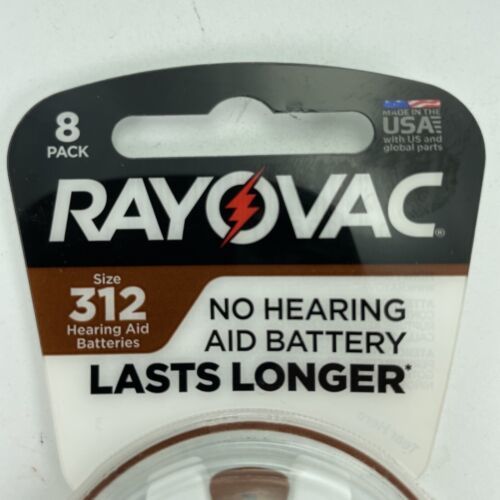 8
PACK
MADE IN THE
USA
with US and
global parts
RAYOVAC®
Size
312
Hearing Aid
Batteries
NO HEARING
AID BATTERY
LASTS LONGER*